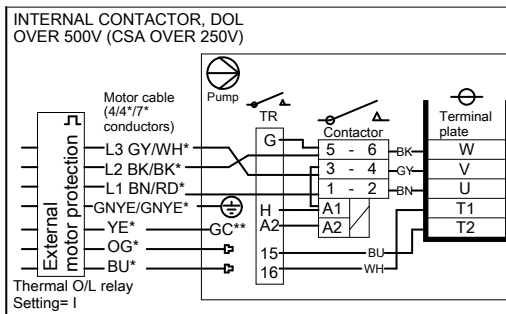 INTERNAL CONTACTOR, DOL
OVER 500V (CSA OVER 250V)
Motor cable
(4/4*/7*
conductors)
Pump
TR
Contactor
Terminal
plate
External
motor protection
L3 GY/WH*
L2 BK/BK*
L1 BN/RD*
GNYE/GNYE*
YE*
GC**
OG*
BU*
G
H
A2
15
16
5 - 6
3 - 4
1 - 2
A1
A2
BK
GY
BN
BU
WH
W
V
U
T1
T2
Thermal O/L relay
Setting= I